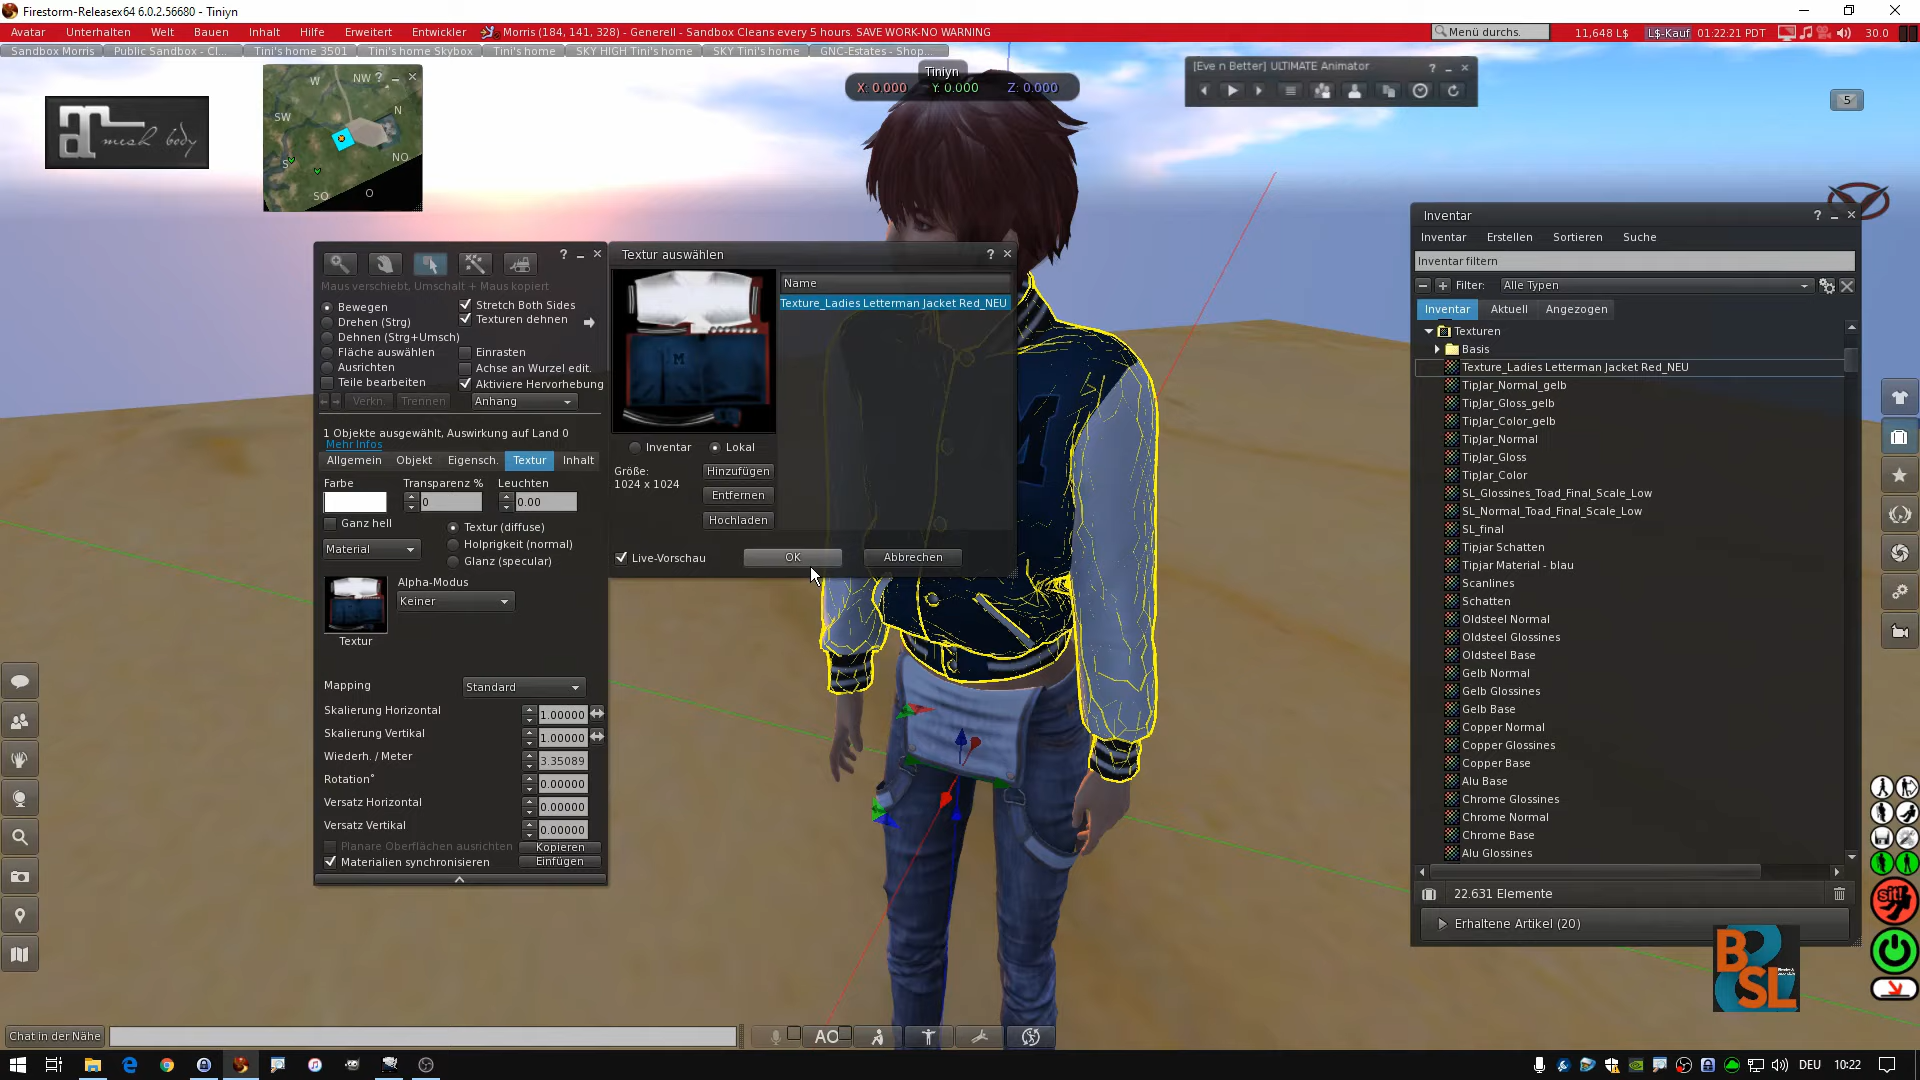 Firestorm-Releasex64 6.0.2.56680 - Tiniyn
Avatar Unterhalten Welt Bauen Inhalt Hilfe Erweitert Entwickler Morris (184, 141, 328) - Generell - Sandbox Cleans every 5 hours. SAVE WORK-NO WARNING Menü durchs. 11,648 L$ L$-Kauf 01:22:21 PDT 30.0
Sandbox Morris Public Sandbox - Cl... Tini's home 3501 Tini's home Skybox Tini's home SKY HIGH Tini's home SKY Tini's home GNC-Estates - Shop...
mesh body
W NW ?
N
SW
NO
S
SO O
Tiniyn
X: 0.000 Y: 0.000 Z: 0.000
[Eve n Better] ULTIMATE Animator ?
5
Maus verschiebt, Umschalt + Maus kopiert
Bewegen
Drehen (Strg)
Dehnen (Strg+Umsch)
Fläche auswählen
Ausrichten
Teile bearbeiten
Stretch Both Sides
Texturen dehnen
Einrasten
Achse an Wurzel edit.
Aktiviere Hervorhebung
Verkn. Trennen Anhang
1 Objekte ausgewählt, Auswirkung auf Land 0
Mehr Infos
Allgemein Objekt Eigensch. Textur Inhalt
Farbe Transparenz % Leuchten
0 0.00
Ganz hell
Textur (diffuse)
Holprigkeit (normal)
Glanz (specular)
Material
Alpha-Modus
Keiner
Textur
Mapping Standard
Skalierung Horizontal 1.00000
Skalierung Vertikal 1.00000
Wiederh. / Meter 3.35089
Rotation° 0.00000
Versatz Horizontal 0.00000
Versatz Vertikal 0.00000
Planare Oberflächen ausrichten Kopieren
Materialien synchronisieren Einfügen
Textur auswählen ?
Name
Texture_Ladies Letterman Jacket Red_NEU
M
Inventar Lokal
Größe:
1024 x 1024
Hinzufügen
Entfernen
Hochladen
Live-Vorschau OK Abbrechen
M
Inventar ?
Inventar Erstellen Sortieren Suche
Inventar filtern
Filter: Alle Typen
Inventar Aktuell Angezogen
Texturen
Basis
Texture_Ladies Letterman Jacket Red_NEU
TipJar_Normal_gelb
TipJar_Gloss_gelb
TipJar_Color_gelb
TipJar_Normal
TipJar_Gloss
TipJar_Color
SL_Glossines_Toad_Final_Scale_Low
SL_Normal_Toad_Final_Scale_Low
SL_final
Tipjar Schatten
Tipjar Material - blau
Scanlines
Schatten
Oldsteel Normal
Oldsteel Glossines
Oldsteel Base
Gelb Normal
Gelb Glossines
Gelb Base
Copper Normal
Copper Glossines
Copper Base
Alu Base
Chrome Glossines
Chrome Normal
Chrome Base
Alu Glossines
22.631 Elemente
Erhaltene Artikel (20)
B2SL
sit!
Chat in der Nähe
AO
DEU 10:22